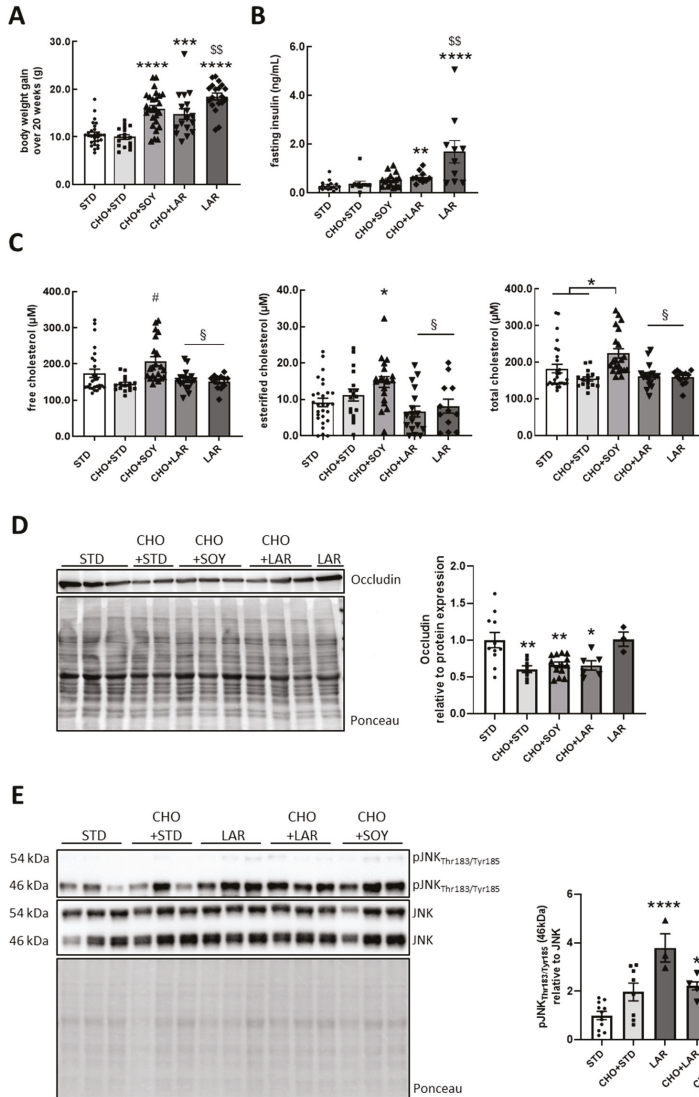 A
body weight gain
over 20 weeks (g)
30.0
20.0
10.0
0.0
****
***
$$
****
STD
CHO+STD
CHO+SOY
CHO+LAR
LAR
B
fasting insulin (ng/mL)
6.0
4.0
2.0
0.0
**
$$
****
STD
CHO+STD
CHO+SOY
CHO+LAR
LAR
C
free cholesterol (µM)
400.0
300.0
200.0
100.0
0.0
#
§
STD
CHO+STD
CHO+SOY
CHO+LAR
LAR
esterified cholesterol (µM)
40.0
30.0
20.0
10.0
0.0
*
§
STD
CHO+STD
CHO+SOY
CHO+LAR
LAR
total cholesterol (µM)
400.0
300.0
200.0
100.0
0.0
*
§
STD
CHO+STD
CHO+SOY
CHO+LAR
LAR
D
CHO CHO CHO
STD +STD +SOY +LAR LAR
Occludin
Ponceau
Occludin
relative to protein expression
2.0
1.5
1.0
0.5
0.0
**
**
*
STD
CHO+STD
CHO+SOY
CHO+LAR
LAR
E
CHO CHO CHO
STD +STD LAR +LAR +SOY
54 kDa pJNKThr183/Tyr185
46 kDa pJNKThr183/Tyr185
54 kDa JNK
46 kDa JNK
Ponceau
pJNKThr183/Tyr185 (46kDa)
relative to JNK
6
4
2
0
****
*
STD
CHO+STD
LAR
CHO+LAR